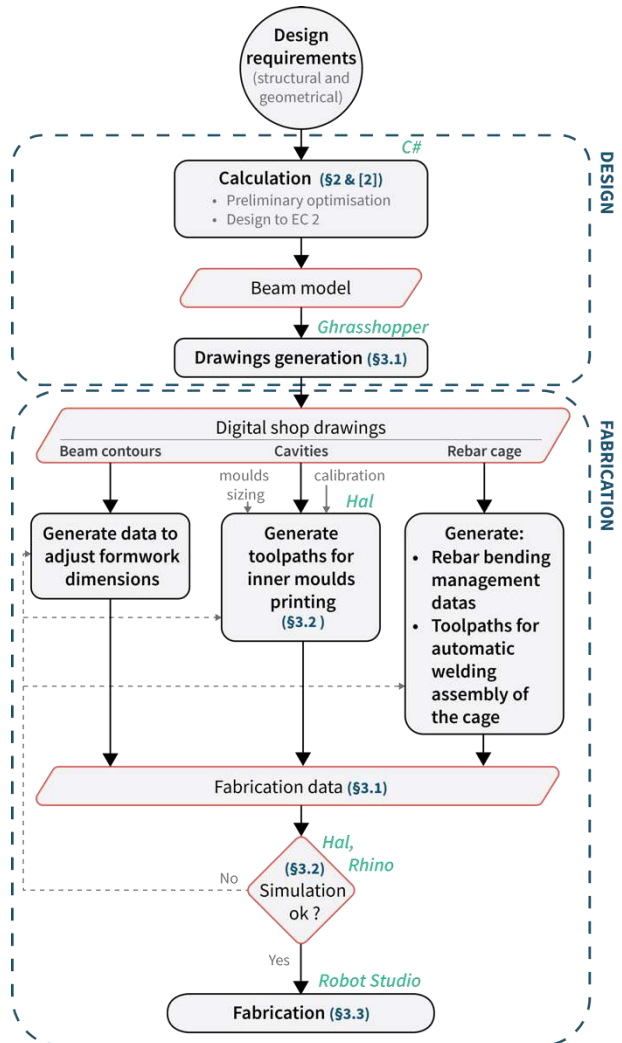 Design
requirements
(structural and
geometrical)
C#
DESIGN
Calculation (§2 & [2])
• Preliminary optimisation
• Design to EC 2
Beam model
Ghrasshopper
Drawings generation (§3.1)
FABRICATION
Digital shop drawings
Beam contours Cavities Rebar cage
moulds
sizing
calibration
Hal
Generate data to
adjust formwork
dimensions
Generate
toolpaths for
inner moulds
printing
(§3.2 )
Generate:
• Rebar bending
management
datas
• Toolpaths for
automatic
welding
assembly of
the cage
Fabrication data (§3.1)
Hal,
Rhino
(§3.2)
Simulation
ok ?
No
Yes
Robot Studio
Fabrication (§3.3)